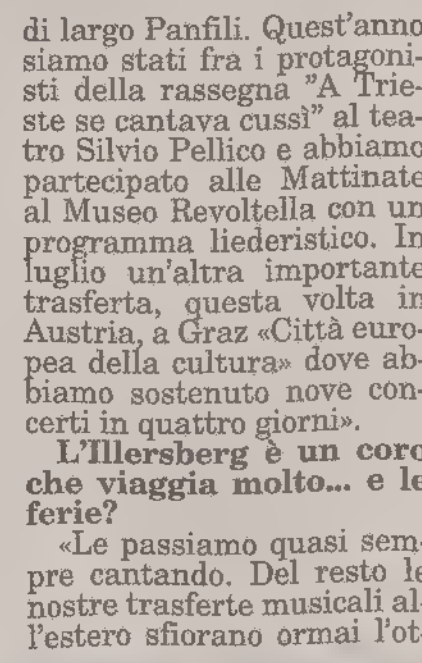 di largo Panfili. Quest'anno
siamo stati fra i protagoni-
sti della rassegna "A Trie-
ste se cantava cussì" al tea-
tro Silvio Pellico e abbiamo
partecipato alle Mattinate
al Museo Revoltella con un
programma liederistico. In
luglio un'altra importante
trasferta, questa volta in
Austria, a Graz «Città euro-
pea della cultura» dove ab-
biamo sostenuto nove con-
certi in quattro giorni».
L'Illersberg è un coro
che viaggia molto... e le
ferie?
«Le passiamo quasi sem-
pre cantando. Del resto le
nostre trasferte musicali al-
l'estero sfiorano ormai l'ot-